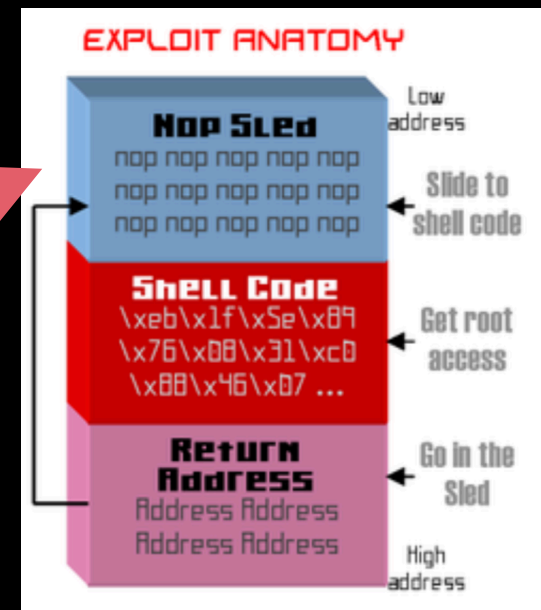 EXPLOIT ANATOMY
Low
address
Nop Sled
nop nop nop nop nop
nop nop nop nop nop
nop nop nop nop nop
Slide to
shell code
Shell Code
\xeb\x1f\x5e\x89
\x76\x08\x31\xc0
\x88\x46\x07 ...
Get root
access
Return
Address
Address Address
Address Address
Go in the
Sled
High
address